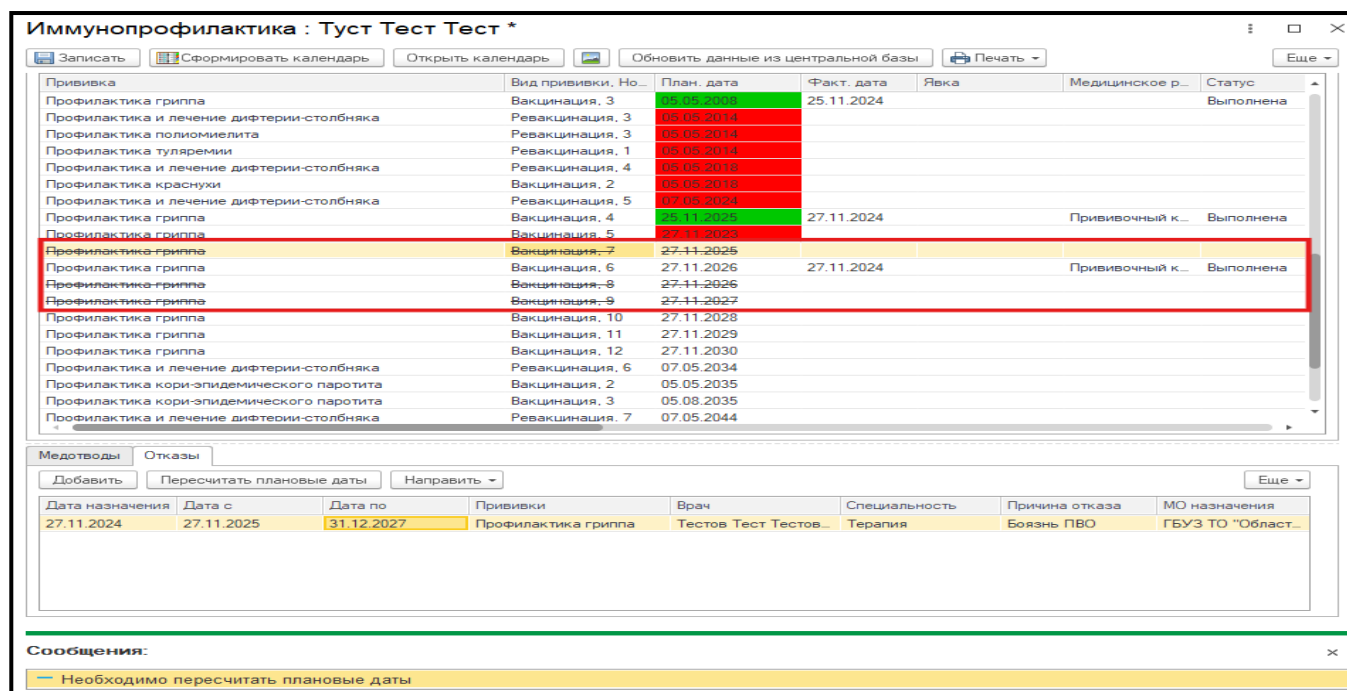 Иммунопрофилактика : Туст Тест Тест *
Записать Сформировать календарь Открыть календарь Обновить данные из центральной базы Печать Еще
Прививка Вид прививки, Но... План. дата Факт. дата Явка Медицинское р... Статус
Профилактика гриппа Вакцинация, 3 05.05.2008 25.11.2024 Выполнена
Профилактика и лечение дифтерии-столбняка Ревакцинация, 3 05.05.2014
Профилактика полиомиелита Ревакцинация, 3 05.05.2014
Профилактика туляремии Ревакцинация, 1 05.05.2014
Профилактика и лечение дифтерии-столбняка Ревакцинация, 4 05.05.2018
Профилактика краснухи Вакцинация, 2 05.05.2018
Профилактика и лечение дифтерии-столбняка Ревакцинация, 5 07.05.2024
Профилактика гриппа Вакцинация, 4 25.11.2025 27.11.2024 Прививочный к... Выполнена
Профилактика гриппа Вакцинация, 5 27.11.2023
Профилактика гриппа Вакцинация, 7 27.11.2025
Профилактика гриппа Вакцинация, 6 27.11.2026 27.11.2024 Прививочный к... Выполнена
Профилактика гриппа Вакцинация, 8 27.11.2026
Профилактика гриппа Вакцинация, 9 27.11.2027
Профилактика гриппа Вакцинация, 10 27.11.2028
Профилактика гриппа Вакцинация, 11 27.11.2029
Профилактика гриппа Вакцинация, 12 27.11.2030
Профилактика и лечение дифтерии-столбняка Ревакцинация, 6 07.05.2034
Профилактика кори-эпидемического паротита Вакцинация, 2 05.05.2035
Профилактика кори-эпидемического паротита Вакцинация, 3 05.08.2035
Профилактика и лечение дифтерии-столбняка Ревакцинация, 7 07.05.2044
Медотводы Отказы
Добавить Пересчитать плановые даты Направить Еще
Дата назначения Дата с Дата по Прививки Врач Специальность Причина отказа МО назначения
27.11.2024 27.11.2025 31.12.2027 Профилактика гриппа Тестов Тест Тестов... Терапия Боязнь ПВО ГБУЗ ТО "Област...
Сообщения:
— Необходимо пересчитать плановые даты